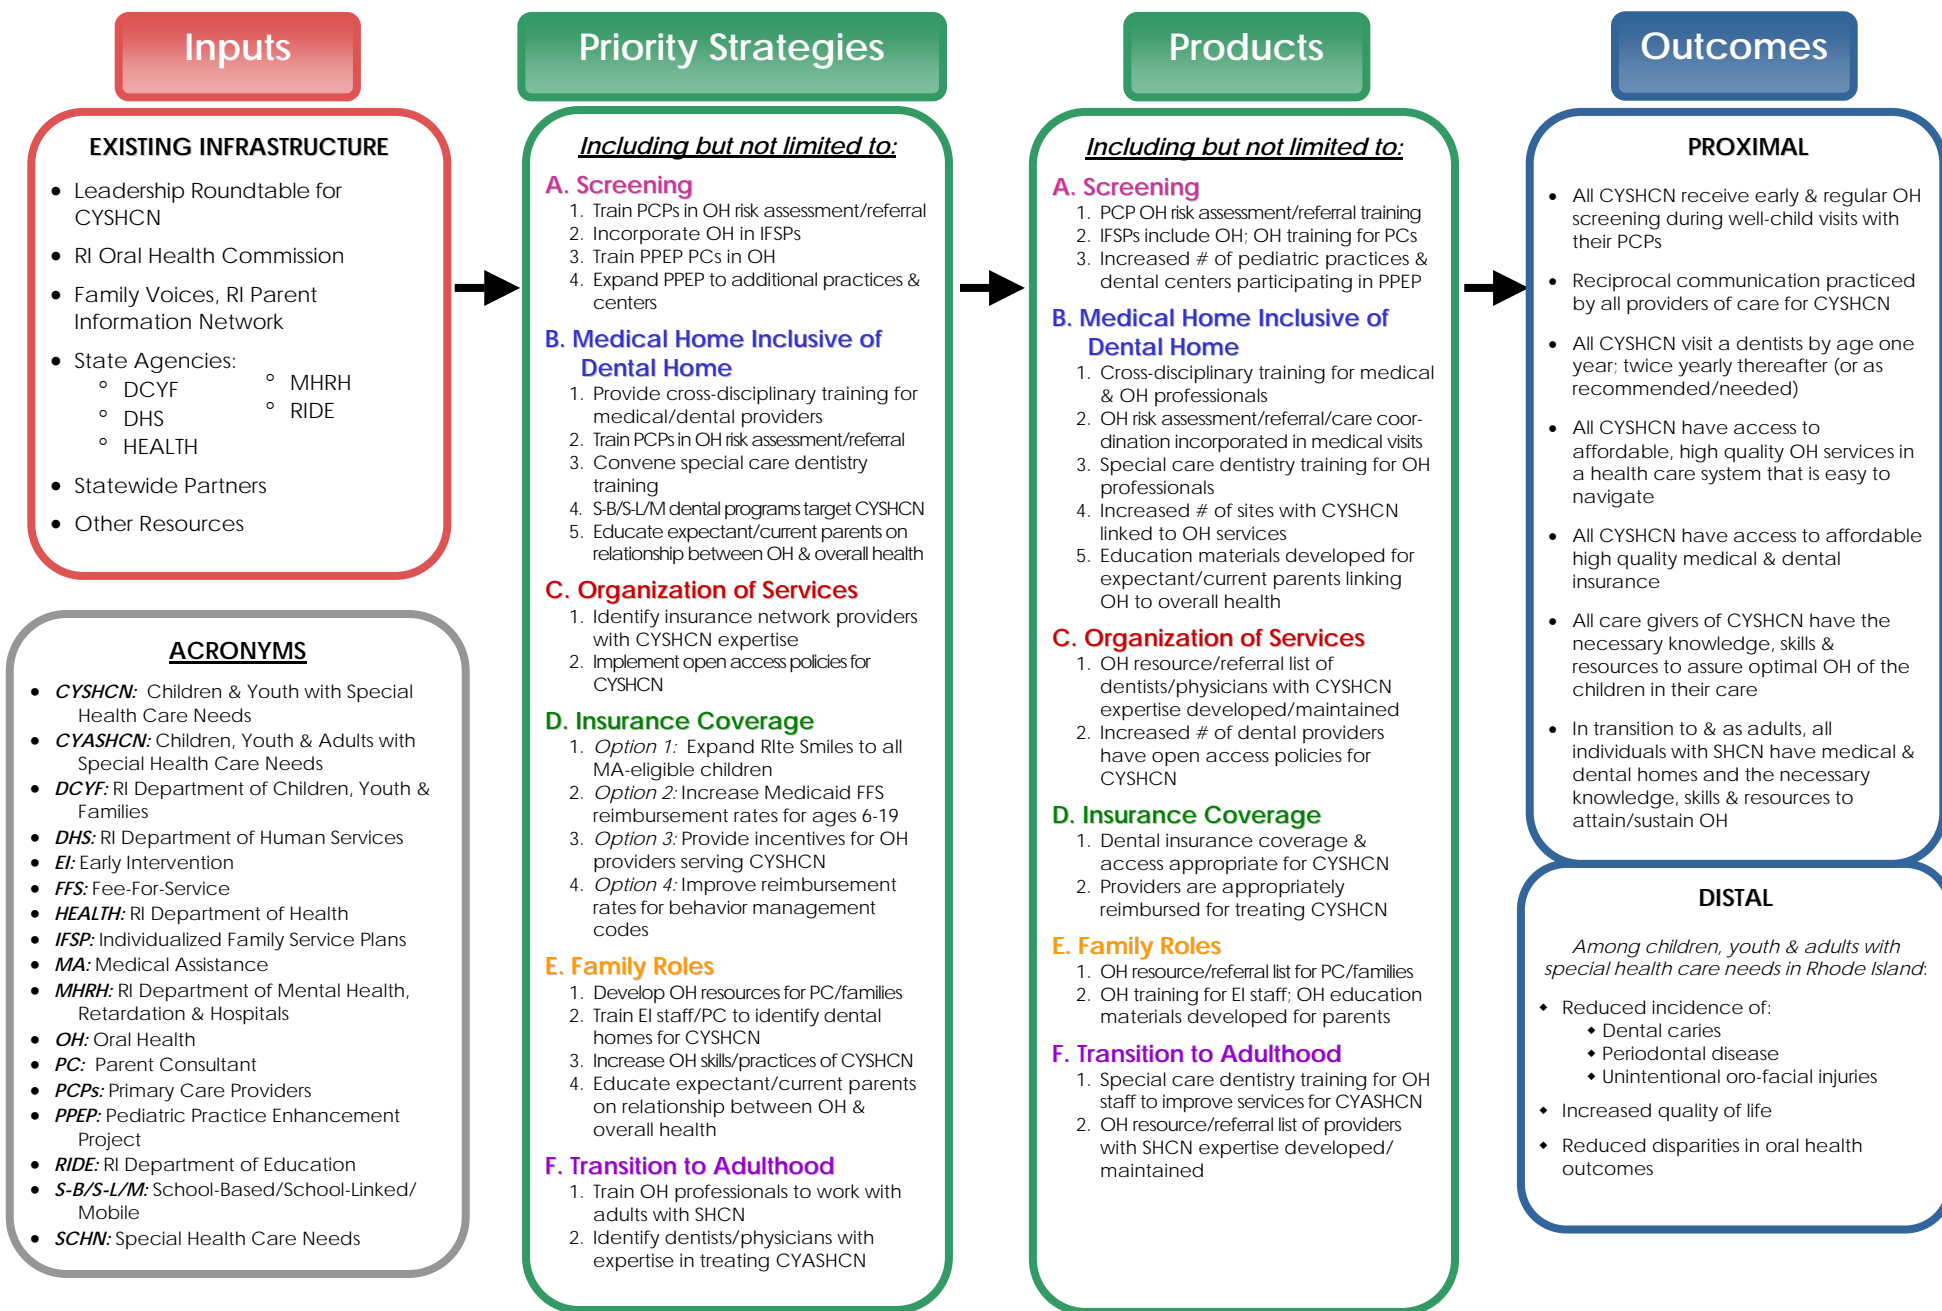 Inputs
EXISTING INFRASTRUCTURE
• Leadership Roundtable for
CYSHCN
• RI Oral Health Commission
• Family Voices, RI Parent
Information Network
• State Agencies:
° DCYF
° DHS
° HEALTH
° MHRH
° RIDE
• Statewide Partners
• Other Resources
ACRONYMS
• CYSHCN: Children & Youth with Special
Health Care Needs
• CYASHCN: Children, Youth & Adults with
Special Health Care Needs
• DCYF: RI Department of Children, Youth &
Families
• DHS: RI Department of Human Services
• EI: Early Intervention
• FFS: Fee-For-Service
• HEALTH: RI Department of Health
• IFSP: Individualized Family Service Plans
• MA: Medical Assistance
• MHRH: RI Department of Mental Health,
Retardation & Hospitals
• OH: Oral Health
• PC: Parent Consultant
• PCPs: Primary Care Providers
• PPEP: Pediatric Practice Enhancement
Project
• RIDE: RI Department of Education
• S-B/S-L/M: School-Based/School-Linked/
Mobile
• SCHN: Special Health Care Needs
Priority Strategies
Including but not limited to:
A. Screening
1. Train PCPs in OH risk assessment/referral
2. Incorporate OH in IFSPs
3. Train PPEP PCs in OH
4. Expand PPEP to additional practices &
centers
B. Medical Home Inclusive of
Dental Home
1. Provide cross-disciplinary training for
medical/dental providers
2. Train PCPs in OH risk assessment/referral
3. Convene special care dentistry
training
4. S-B/S-L/M dental programs target CYSHCN
5. Educate expectant/current parents on
relationship between OH & overall health
C. Organization of Services
1. Identify insurance network providers
with CYSHCN expertise
2. Implement open access policies for
CYSHCN
D. Insurance Coverage
1. Option 1: Expand RIte Smiles to all
MA-eligible children
2. Option 2: Increase Medicaid FFS
reimbursement rates for ages 6-19
3. Option 3: Provide incentives for OH
providers serving CYSHCN
4. Option 4: Improve reimbursement
rates for behavior management
codes
E. Family Roles
1. Develop OH resources for PC/families
2. Train EI staff/PC to identify dental
homes for CYSHCN
3. Increase OH skills/practices of CYSHCN
4. Educate expectant/current parents
on relationship between OH &
overall health
F. Transition to Adulthood
1. Train OH professionals to work with
adults with SHCN
2. Identify dentists/physicians with
expertise in treating CYASHCN
Products
Including but not limited to:
A. Screening
1. PCP OH risk assessment/referral training
2. IFSPs include OH; OH training for PCs
3. Increased # of pediatric practices &
dental centers participating in PPEP
B. Medical Home Inclusive of
Dental Home
1. Cross-disciplinary training for medical
& OH professionals
2. OH risk assessment/referral/care coor-
dination incorporated in medical visits
3. Special care dentistry training for OH
professionals
4. Increased # of sites with CYSHCN
linked to OH services
5. Education materials developed for
expectant/current parents linking
OH to overall health
C. Organization of Services
1. OH resource/referral list of
dentists/physicians with CYSHCN
expertise developed/maintained
2. Increased # of dental providers
have open access policies for
CYSHCN
D. Insurance Coverage
1. Dental insurance coverage &
access appropriate for CYSHCN
2. Providers are appropriately
reimbursed for treating CYSHCN
E. Family Roles
1. OH resource/referral list for PC/families
2. OH training for EI staff; OH education
materials developed for parents
F. Transition to Adulthood
1. Special care dentistry training for OH
staff to improve services for CYASHCN
2. OH resource/referral list of providers
with SHCN expertise developed/
maintained
Outcomes
PROXIMAL
• All CYSHCN receive early & regular OH
screening during well-child visits with
their PCPs
• Reciprocal communication practiced
by all providers of care for CYSHCN
• All CYSHCN visit a dentists by age one
year; twice yearly thereafter (or as
recommended/needed)
• All CYSHCN have access to
affordable, high quality OH services in
a health care system that is easy to
navigate
• All CYSHCN have access to affordable
high quality medical & dental
insurance
• All care givers of CYSHCN have the
necessary knowledge, skills &
resources to assure optimal OH of the
children in their care
• In transition to & as adults, all
individuals with SHCN have medical &
dental homes and the necessary
knowledge, skills & resources to
attain/sustain OH
DISTAL
Among children, youth & adults with
special health care needs in Rhode Island:
◆ Reduced incidence of:
◆ Dental caries
◆ Periodontal disease
◆ Unintentional oro-facial injuries
◆ Increased quality of life
◆ Reduced disparities in oral health
outcomes